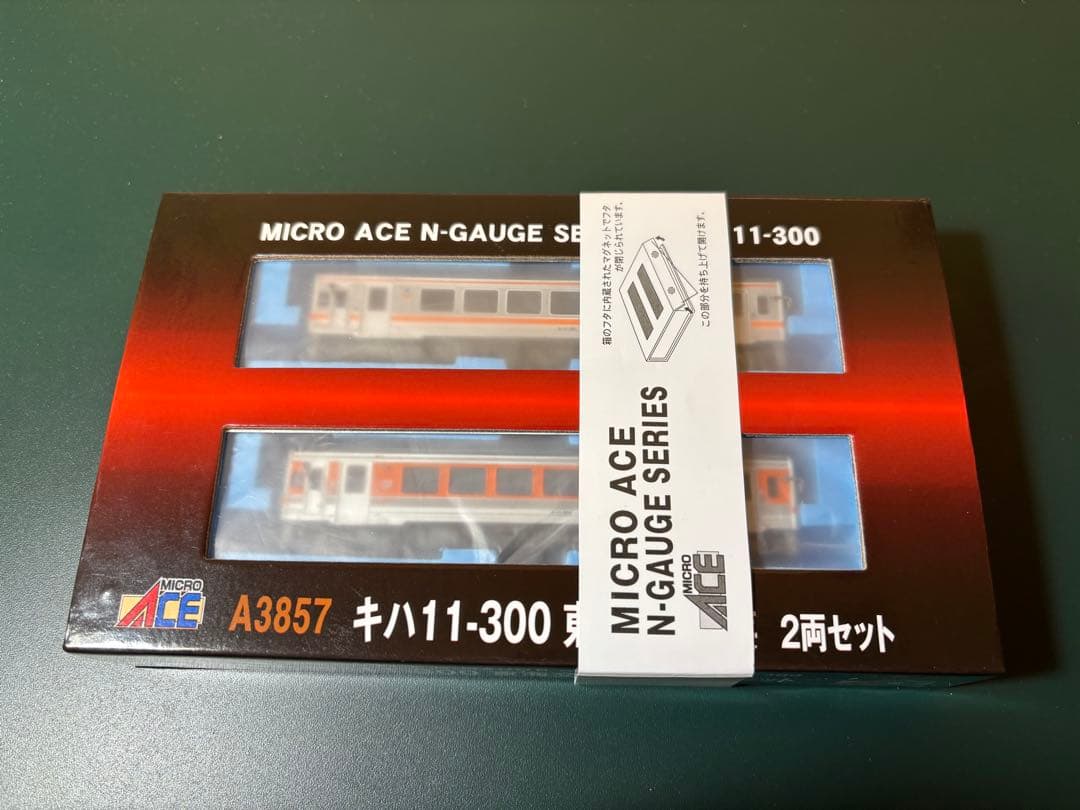 MICRO ACE N-GAUGE SE 11-300
箱のフタに内蔵されたマグネットでフタ
が閉じられています。
この部分を持ち上げて開けます。
MICRO ACE
N-GAUGE SERIES
MICRO
ACE
MICRO
ACE
A3857 キハ11-300 東 2両セット